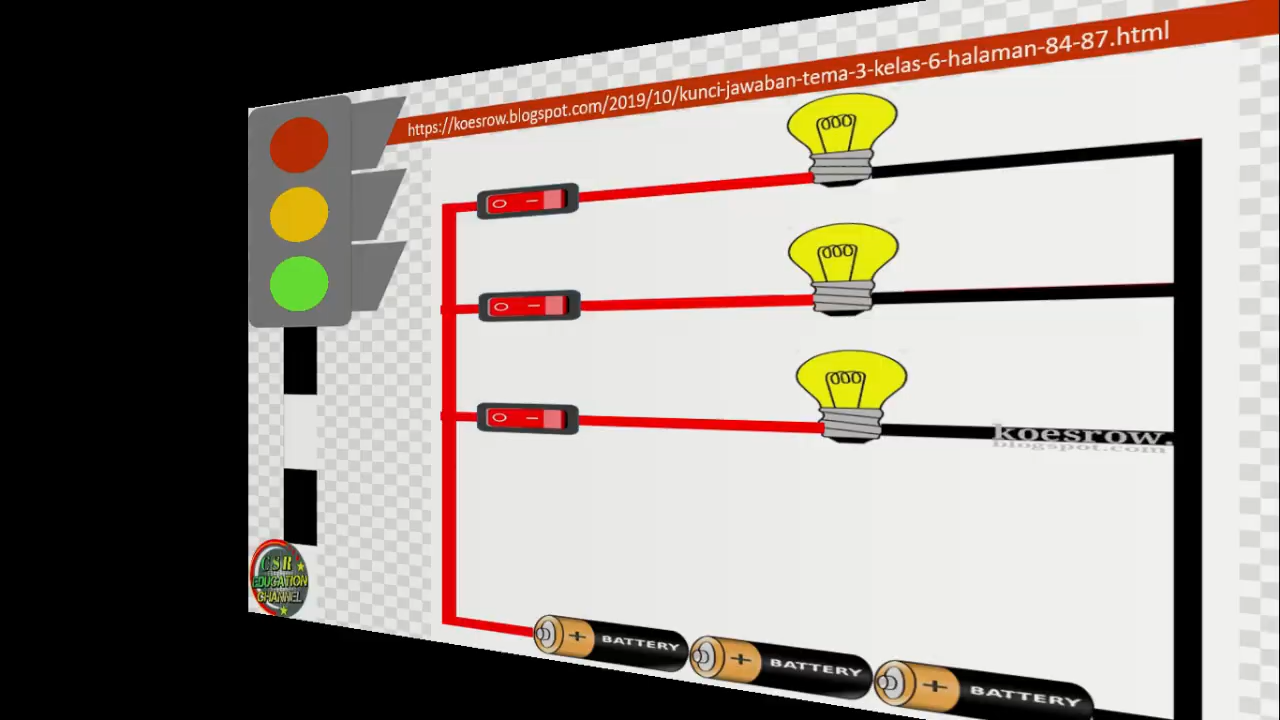 https://koesrow.blogspot.com/2019/10/kunci-jawaban-tema-3-kelas-6-halaman-84-87.html
koesrow.
blogspot.com
CSR
EDUCATION
CHANNEL
+ BATTERY
+ BATTERY
+ BATTERY